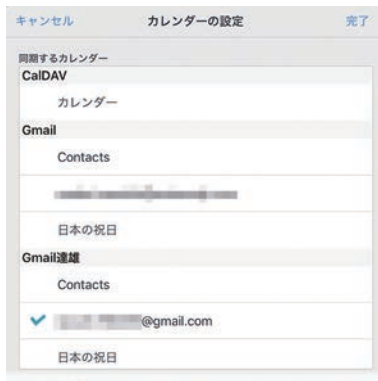 キャンセル カレンダーの設定 完了
同期するカレンダー
CalDAV
カレンダー
Gmail
Contacts
日本の祝日
Gmail達雄
Contacts
@gmail.com
日本の祝日